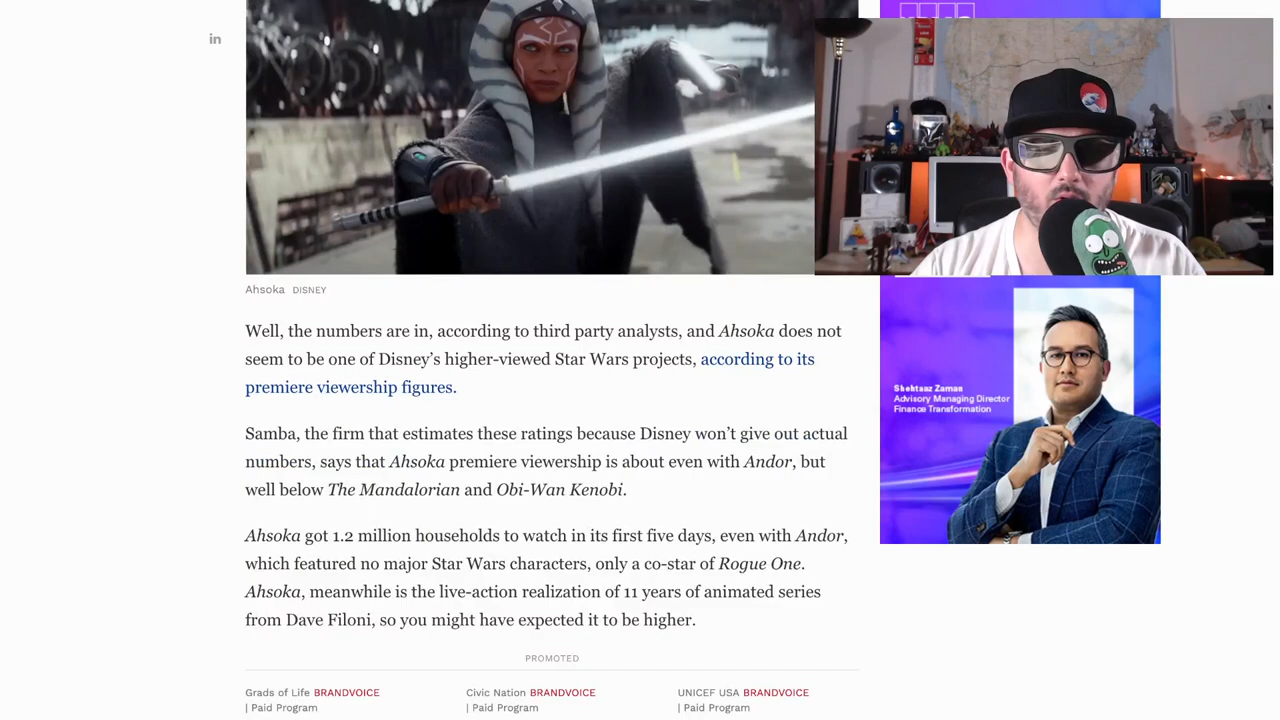 in
Ahsoka DISNEY
Well, the numbers are in, according to third party analysts, and Ahsoka does not
seem to be one of Disney’s higher-viewed Star Wars projects, according to its
premiere viewership figures.
Samba, the firm that estimates these ratings because Disney won’t give out actual
numbers, says that Ahsoka premiere viewership is about even with Andor, but
well below The Mandalorian and Obi-Wan Kenobi.
Ahsoka got 1.2 million households to watch in its first five days, even with Andor,
which featured no major Star Wars characters, only a co-star of Rogue One.
Ahsoka, meanwhile is the live-action realization of 11 years of animated series
from Dave Filoni, so you might have expected it to be higher.
PROMOTED
Grads of Life BRANDVOICE
| Paid Program
Civic Nation BRANDVOICE
| Paid Program
UNICEF USA BRANDVOICE
| Paid Program
Shehtaaz Zaman
Advisory Managing Director
Finance Transformation